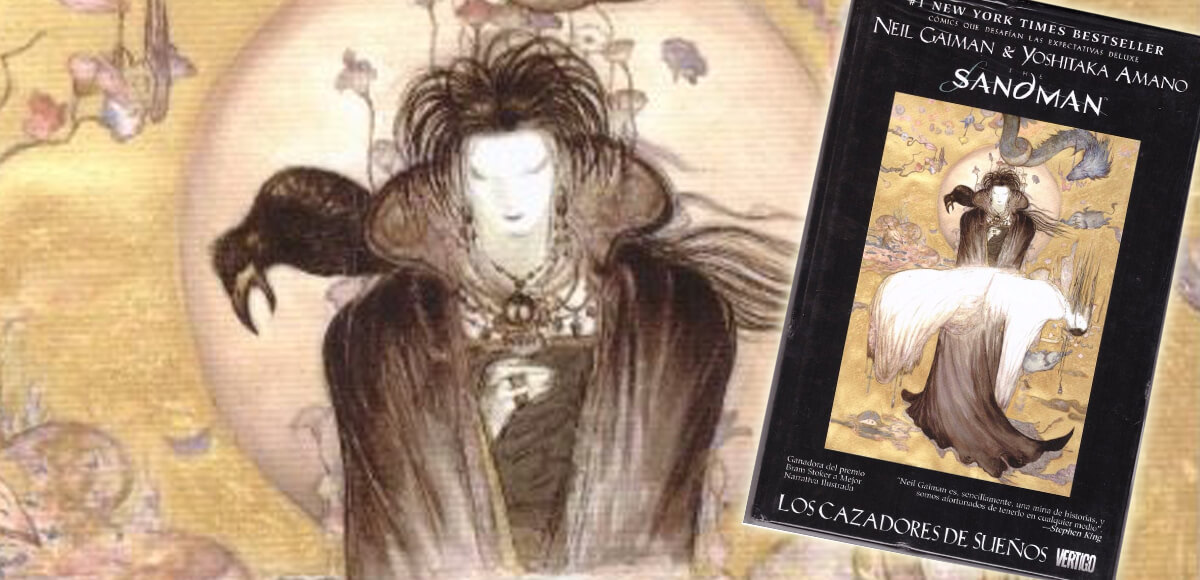 #1 NEW YORK TIMES BESTSELLER
CÓMICS QUE DESAFÍAN LAS EXPECTATIVAS DELUXE
NEIL GAIMAN & YOSHITAKA AMANO
THE
SANDMAN™
Ganadora del premio
Bram Stoker a Mejor
Narrativa Ilustrada
"Neil Gaiman es, sencillamente, una mina de historias, y
somos afortunados de tenerlo en cualquier medio"
—Stephen King
LOS CAZADORES DE SUEÑOS
VERTIGO